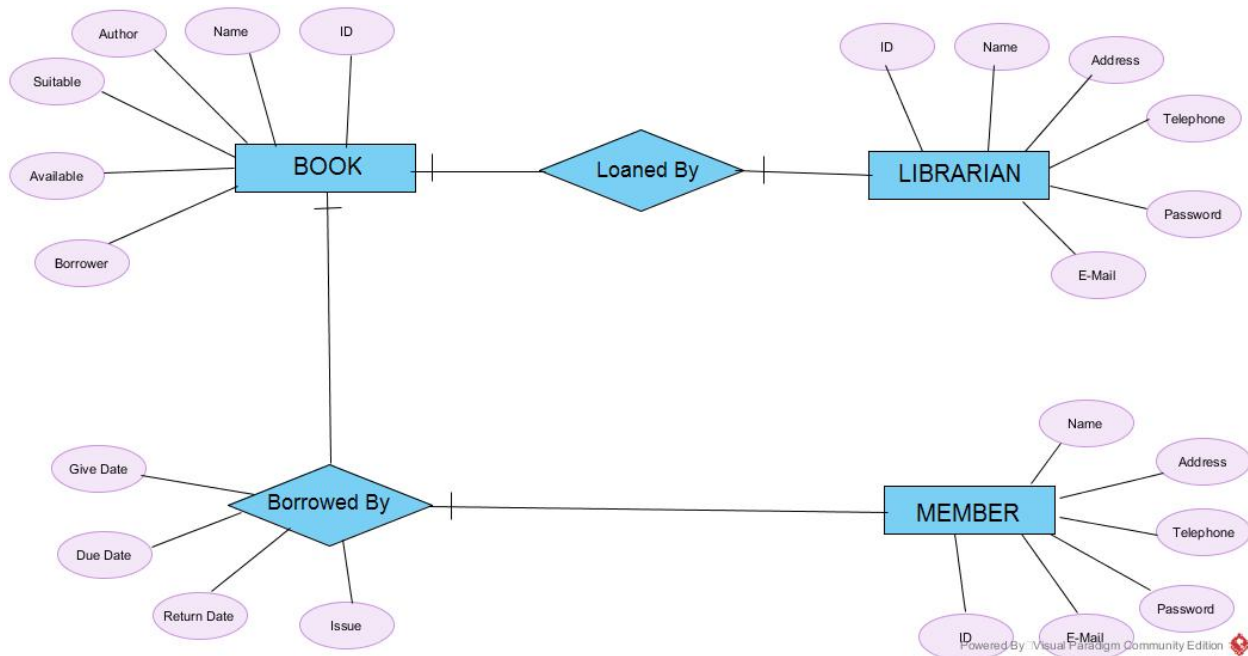 Author
Name
ID
Suitable
Available
Borrower
BOOK
Loaned By
ID
Name
Address
Telephone
LIBRARIAN
Password
E-Mail
Give Date
Due Date
Return Date
Issue
Borrowed By
Name
Address
MEMBER
Telephone
Password
ID
E-Mail
Powered By Visual Paradigm Community Edition